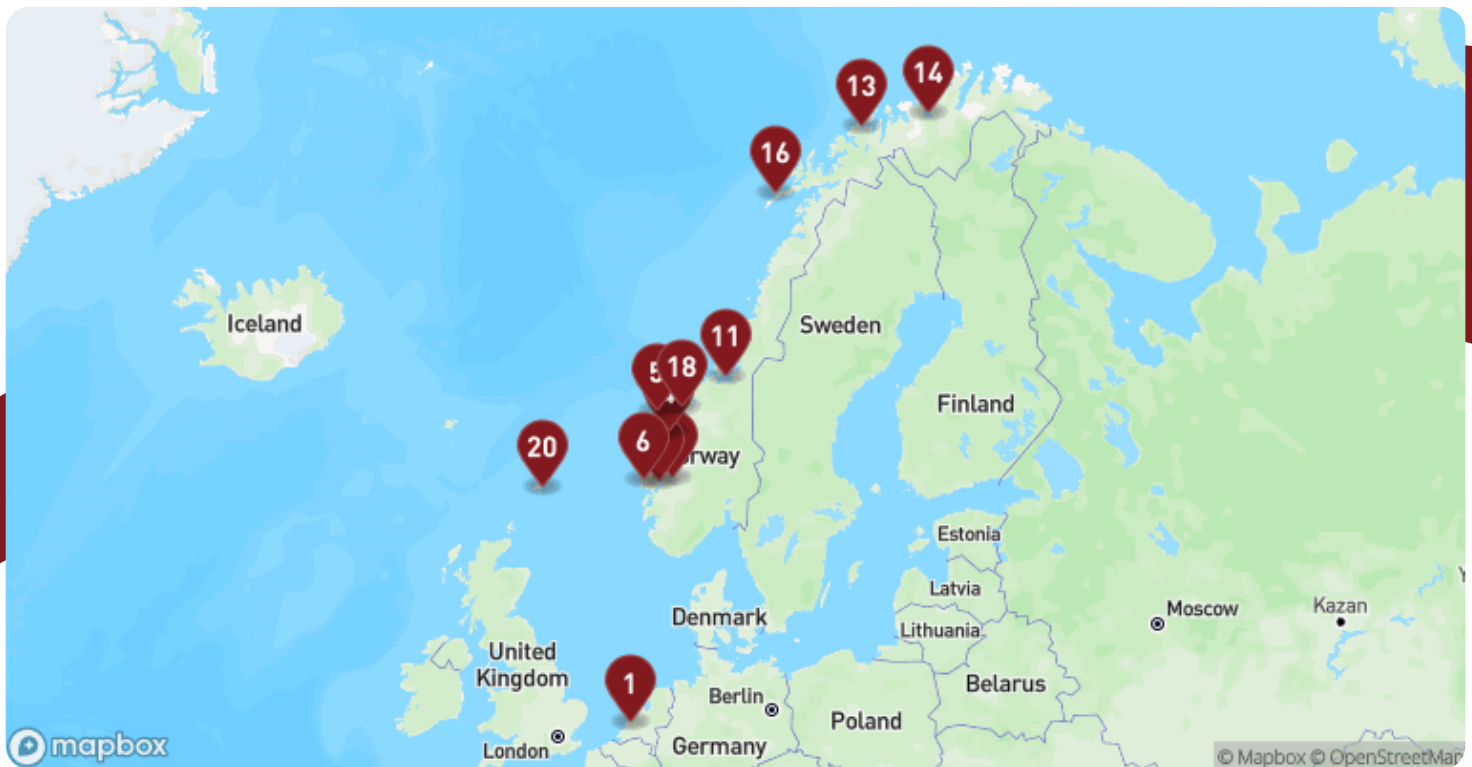 14
13
16
Iceland
Sweden
11
5
18
Finland
20
6
rway
Estonia
Latvia
Moscow
Kazan
Denmark
Lithuania
United
Kingdom
1
Belarus
Berlin
Poland
London
Germany
mapbox
© Mapbox © OpenStreetMap